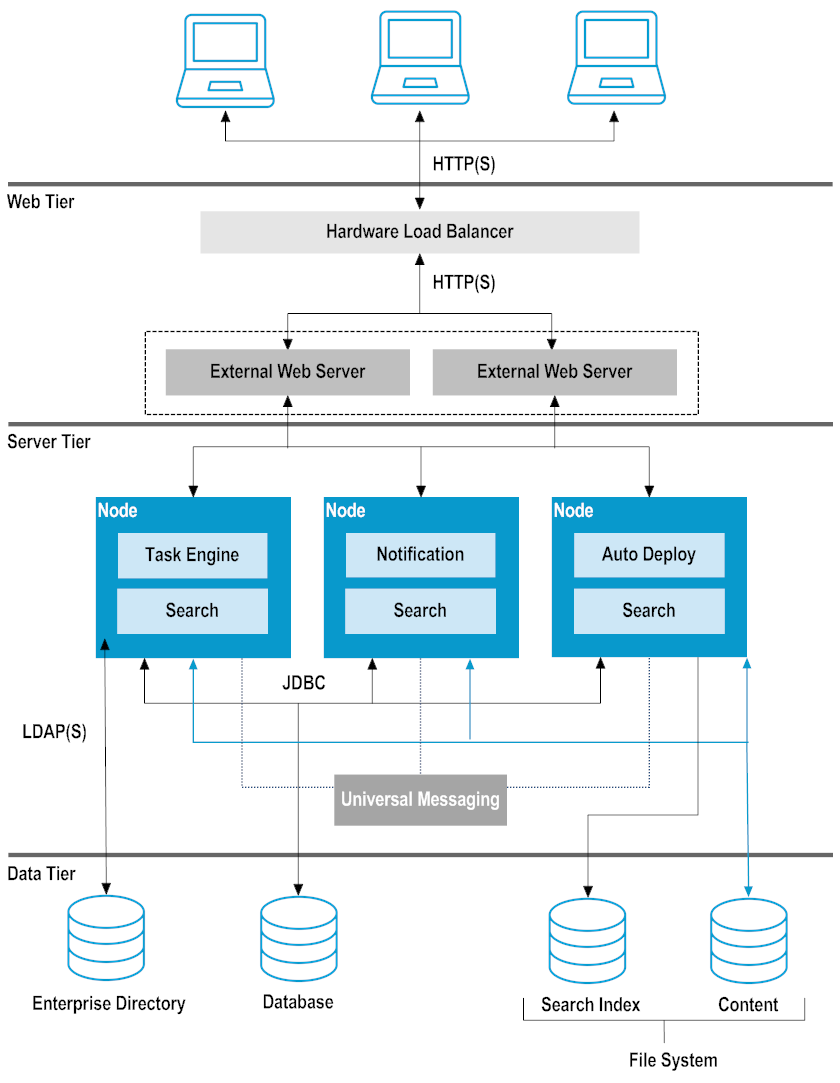 HTTP(S)
Web Tier
Hardware Load Balancer
HTTP(S)
External Web Server
External Web Server
Server Tier
Node
Node
Node
Task Engine
Notification
Auto Deploy
Search
Search
Search
JDBC
LDAP(S)
Universal Messaging
Data Tier
Enterprise Directory
Database
Search Index
Content
File System